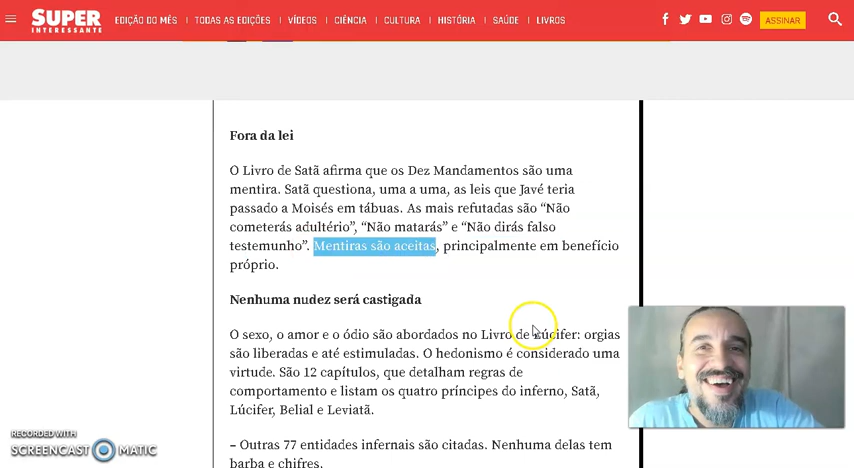 SUPER
INTERESSANTE
EDIÇÃO DO MÊS
TODAS AS EDIÇÕES
VÍDEOS
CIÊNCIA
CULTURA
HISTÓRIA
SAÚDE
LIVROS
ASSINAR
Fora da lei
O Livro de Satã afirma que os Dez Mandamentos são uma
mentira. Satã questiona, uma a uma, as leis que Javé teria
passado a Moisés em tábuas. As mais refutadas são “Não
cometerás adultério”, “Não matarás” e “Não dirás falso
testemunho”. Mentiras são aceitas, principalmente em benefício
próprio.
Nenhuma nudez será castigada
O sexo, o amor e o ódio são abordados no Livro de Lúcifer: orgias
são liberadas e até estimuladas. O hedonismo é considerado uma
virtude. São 12 capítulos, que detalham regras de
comportamento e listam os quatro príncipes do inferno, Satã,
Lúcifer, Belial e Leviatã.
– Outras 77 entidades infernais são citadas. Nenhuma delas tem
barba e chifres.
RECORDED WITH
SCREENCAST MATIC